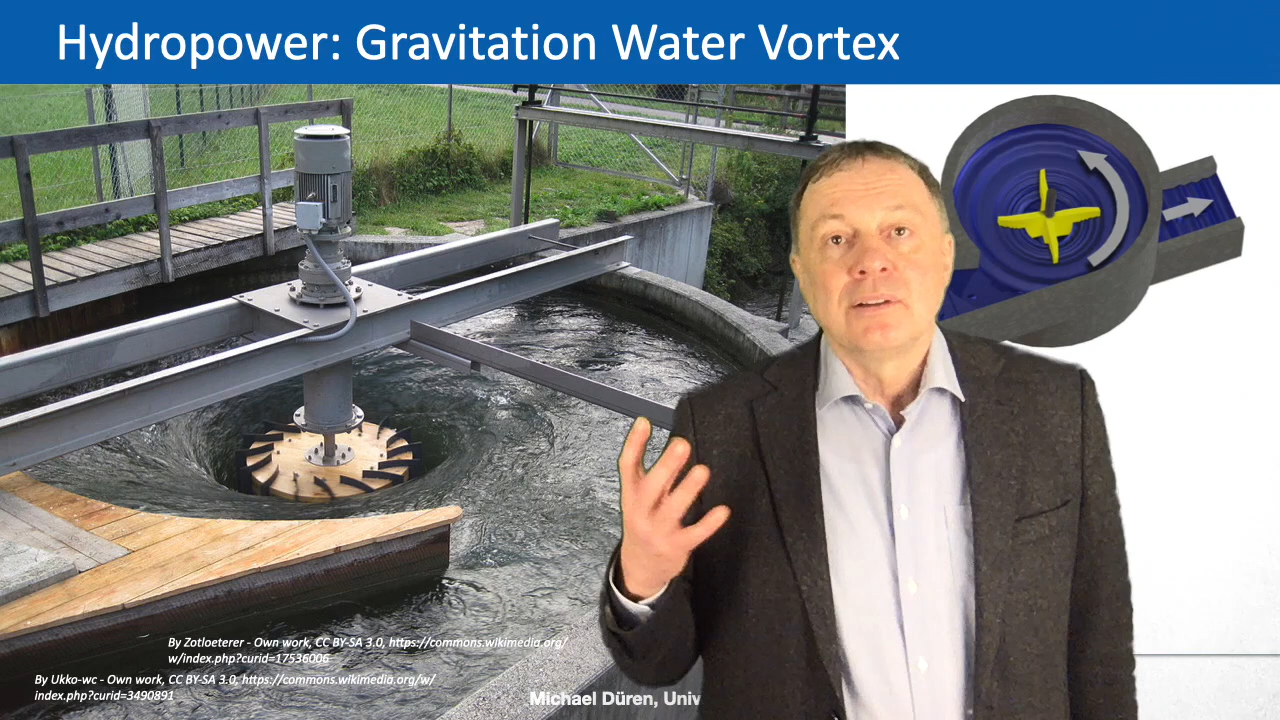 Hydropower: Gravitation Water Vortex
By Zotloeterer - Own work, CC BY-SA 3.0, https://commons.wikimedia.org/
w/index.php?curid=17536006
By Ukko-wc - Own work, CC BY-SA 3.0, https://commons.wikimedia.org/w/
index.php?curid=3490891
Michael Düren, Univ